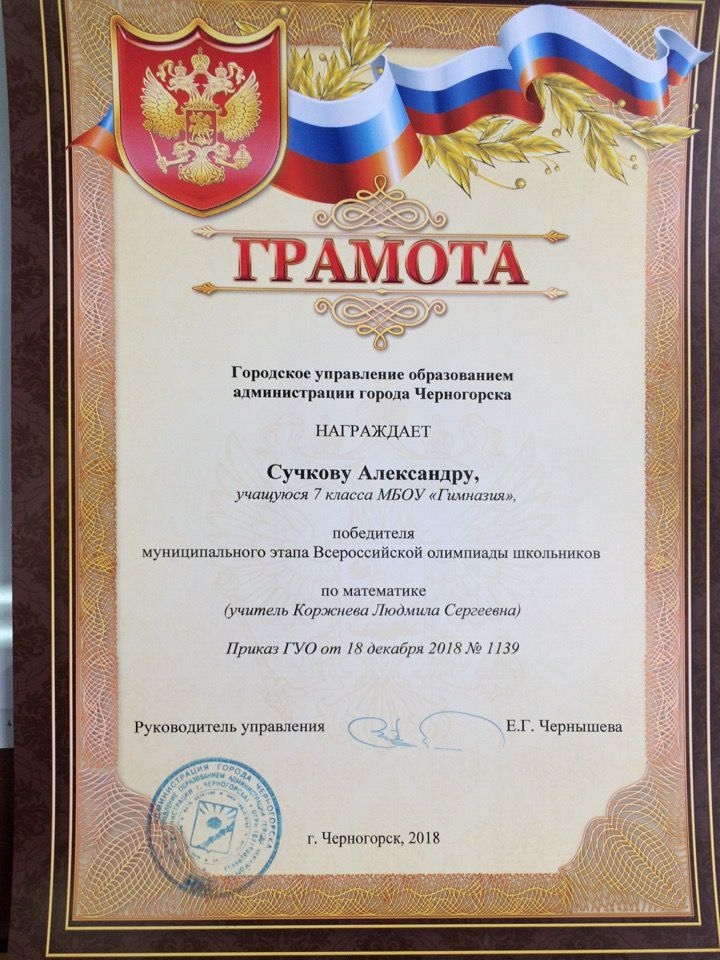 ГРАМОТА
Городское управление образованием
администрации города Черногорска
НАГРАЖДАЕТ
Сучкову Александру,
учащуюся 7 класса МБОУ «Гимназия»,
победителя
муниципального этапа Всероссийской олимпиады школьников
по математике
(учитель Коржнева Людмила Сергеевна)
Приказ ГУО от 18 декабря 2018 № 1139
Руководитель управления Е.Г. Чернышева
АДМИНИСТРАЦИЯ ГОРОДА ЧЕРНОГОРСКА
г. Черногорск, 2018